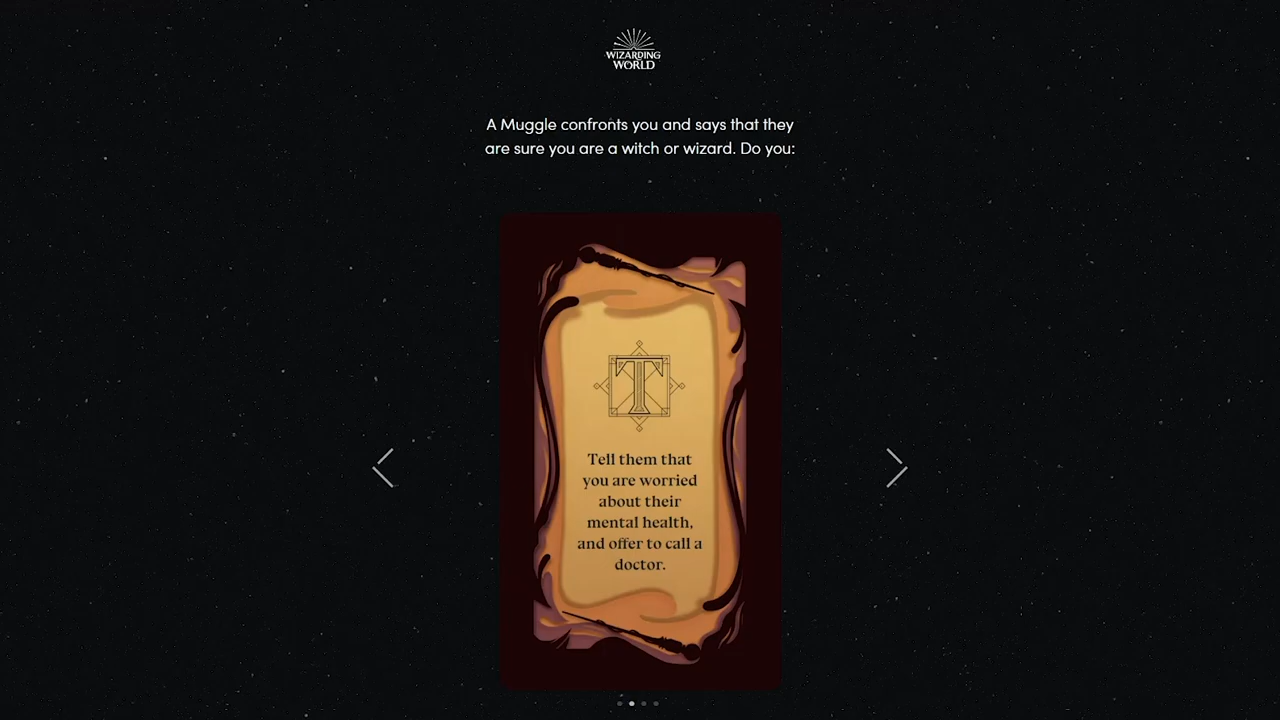 WIZARDING
WORLD
A Muggle confronts you and says that they
are sure you are a witch or wizard. Do you:
T
Tell them that
you are worried
about their
mental health,
and offer to call a
doctor.